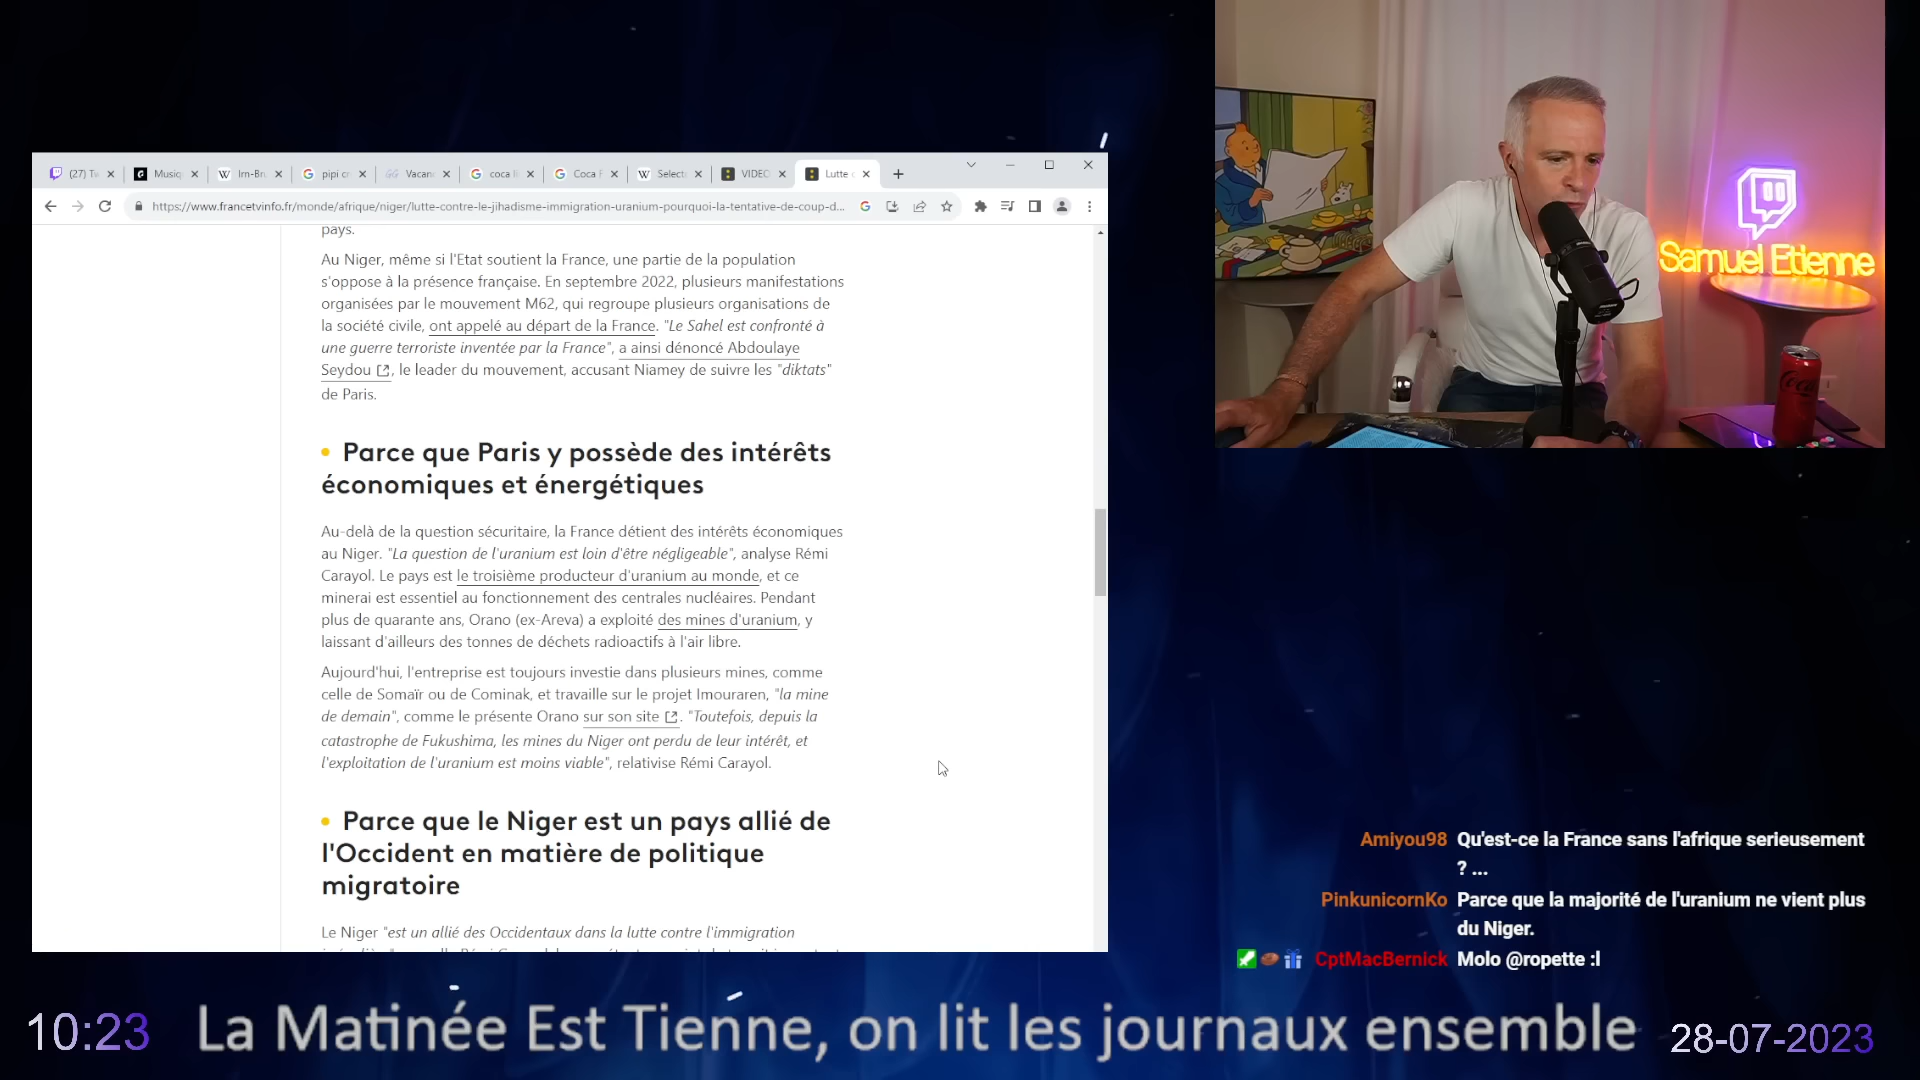 (27) Tw
Musiq
Irn-Bru
pipi cr
Vacan
coca li
Coca F
Select
VIDEO
Lutte c
https://www.francetvinfo.fr/monde/afrique/niger/lutte-contre-le-jihadisme-immigration-uranium-pourquoi-la-tentative-de-coup-d...
pays.
Au Niger, même si l'Etat soutient la France, une partie de la population
s'oppose à la présence française. En septembre 2022, plusieurs manifestations
organisées par le mouvement M62, qui regroupe plusieurs organisations de
la société civile, ont appelé au départ de la France. "Le Sahel est confronté à
une guerre terroriste inventée par la France", a ainsi dénoncé Abdoulaye
Seydou , le leader du mouvement, accusant Niamey de suivre les "diktats"
de Paris.
• Parce que Paris y possède des intérêts
économiques et énergétiques
Au-delà de la question sécuritaire, la France détient des intérêts économiques
au Niger. "La question de l'uranium est loin d'être négligeable", analyse Rémi
Carayol. Le pays est le troisième producteur d'uranium au monde, et ce
minerai est essentiel au fonctionnement des centrales nucléaires. Pendant
plus de quarante ans, Orano (ex-Areva) a exploité des mines d'uranium, y
laissant d'ailleurs des tonnes de déchets radioactifs à l'air libre.
Aujourd'hui, l'entreprise est toujours investie dans plusieurs mines, comme
celle de Somaïr ou de Cominak, et travaille sur le projet Imouraren, "la mine
de demain", comme le présente Orano sur son site . "Toutefois, depuis la
catastrophe de Fukushima, les mines du Niger ont perdu de leur intérêt, et
l'exploitation de l'uranium est moins viable", relativise Rémi Carayol.
• Parce que le Niger est un pays allié de
l'Occident en matière de politique
migratoire
Le Niger "est un allié des Occidentaux dans la lutte contre l'immigration
Samuel Etienne
Amiyou98 Qu'est-ce la France sans l'afrique serieusement
? ...
PinkunicornKo Parce que la majorité de l'uranium ne vient plus
du Niger.
CptMacBernick Molo @ropette :l
10:23
La Matinée Est Tienne, on lit les journaux ensemble
28-07-2023